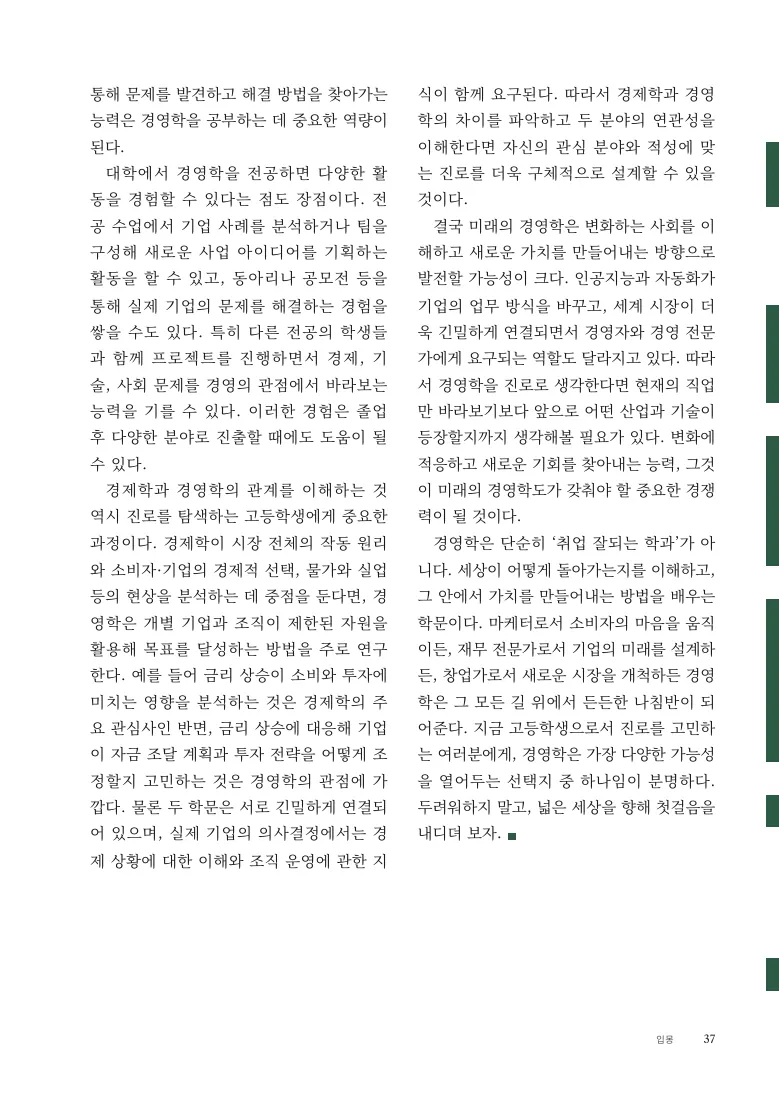 통해 문제를 발견하고 해결 방법을 찾아가는
능력은 경영학을 공부하는 데 중요한 역량이
된다.
대학에서 경영학을 전공하면 다양한 활
동을 경험할 수 있다는 점도 장점이다. 전
공 수업에서 기업 사례를 분석하거나 팀을
구성해 새로운 사업 아이디어를 기획하는
활동을 할 수 있고, 동아리나 공모전 등을
통해 실제 기업의 문제를 해결하는 경험을
쌓을 수도 있다. 특히 다른 전공의 학생들
과 함께 프로젝트를 진행하면서 경제, 기
술, 사회 문제를 경영의 관점에서 바라보는
능력을 기를 수 있다. 이러한 경험은 졸업
후 다양한 분야로 진출할 때에도 도움이 될
수 있다.
경제학과 경영학의 관계를 이해하는 것
역시 진로를 탐색하는 고등학생에게 중요한
과정이다. 경제학이 시장 전체의 작동 원리
와 소비자·기업의 경제적 선택, 물가와 실업
등의 현상을 분석하는 데 중점을 둔다면, 경
영학은 개별 기업과 조직이 제한된 자원을
활용해 목표를 달성하는 방법을 주로 연구
한다. 예를 들어 금리 상승이 소비와 투자에
미치는 영향을 분석하는 것은 경제학의 주
요 관심사인 반면, 금리 상승에 대응해 기업
이 자금 조달 계획과 투자 전략을 어떻게 조
정할지 고민하는 것은 경영학의 관점에 가
깝다. 물론 두 학문은 서로 긴밀하게 연결되
어 있으며, 실제 기업의 의사결정에서는 경
제 상황에 대한 이해와 조직 운영에 관한 지
식이 함께 요구된다. 따라서 경제학과 경영
학의 차이를 파악하고 두 분야의 연관성을
이해한다면 자신의 관심 분야와 적성에 맞
는 진로를 더욱 구체적으로 설계할 수 있을
것이다.
결국 미래의 경영학은 변화하는 사회를 이
해하고 새로운 가치를 만들어내는 방향으로
발전할 가능성이 크다. 인공지능과 자동화가
기업의 업무 방식을 바꾸고, 세계 시장이 더
욱 긴밀하게 연결되면서 경영자와 경영 전문
가에게 요구되는 역할도 달라지고 있다. 따라
서 경영학을 진로로 생각한다면 현재의 직업
만 바라보기보다 앞으로 어떤 산업과 기술이
등장할지까지 생각해볼 필요가 있다. 변화에
적응하고 새로운 기회를 찾아내는 능력, 그것
이 미래의 경영학도가 갖춰야 할 중요한 경쟁
력이 될 것이다.
경영학은 단순히 ‘취업 잘되는 학과’가 아
니다. 세상이 어떻게 돌아가는지를 이해하고,
그 안에서 가치를 만들어내는 방법을 배우는
학문이다. 마케터로서 소비자의 마음을 움직
이든, 재무 전문가로서 기업의 미래를 설계하
든, 창업가로서 새로운 시장을 개척하든 경영
학은 그 모든 길 위에서 든든한 나침반이 되
어준다. 지금 고등학생으로서 진로를 고민하
는 여러분에게, 경영학은 가장 다양한 가능성
을 열어두는 선택지 중 하나임이 분명하다.
두려워하지 말고, 넓은 세상을 향해 첫걸음을
내디뎌 보자.
입몽 37